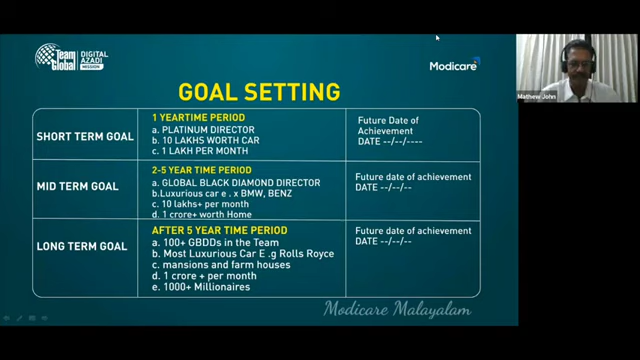 Team
Global
DIGITAL
AZADI
MISSION
Modicare
Mathew John
GOAL SETTING
SHORT TERM GOAL
1 YEARTIME PERIOD
a. PLATINUM DIRECTOR
b. 10 LAKHS WORTH CAR
c. 1 LAKH PER MONTH
Future Date of
Achievement
DATE --/--/----
MID TERM GOAL
2-5 YEAR TIME PERIOD
a. GLOBAL BLACK DIAMOND DIRECTOR
b.Luxurious car e . x BMW, BENZ
c. 10 lakhs+ per month
d. 1 crore+ worth Home
Future date of achievement
DATE --/--/--
LONG TERM GOAL
AFTER 5 YEAR TIME PERIOD
a. 100+ GBDDs in the Team
b. Most Luxurious Car E .g Rolls Royce
c. mansions and farm houses
d. 1 crore + per month
e. 1000+ Millionaires
Future date of achievement
DATE --/--/--
Modicare Malayalam